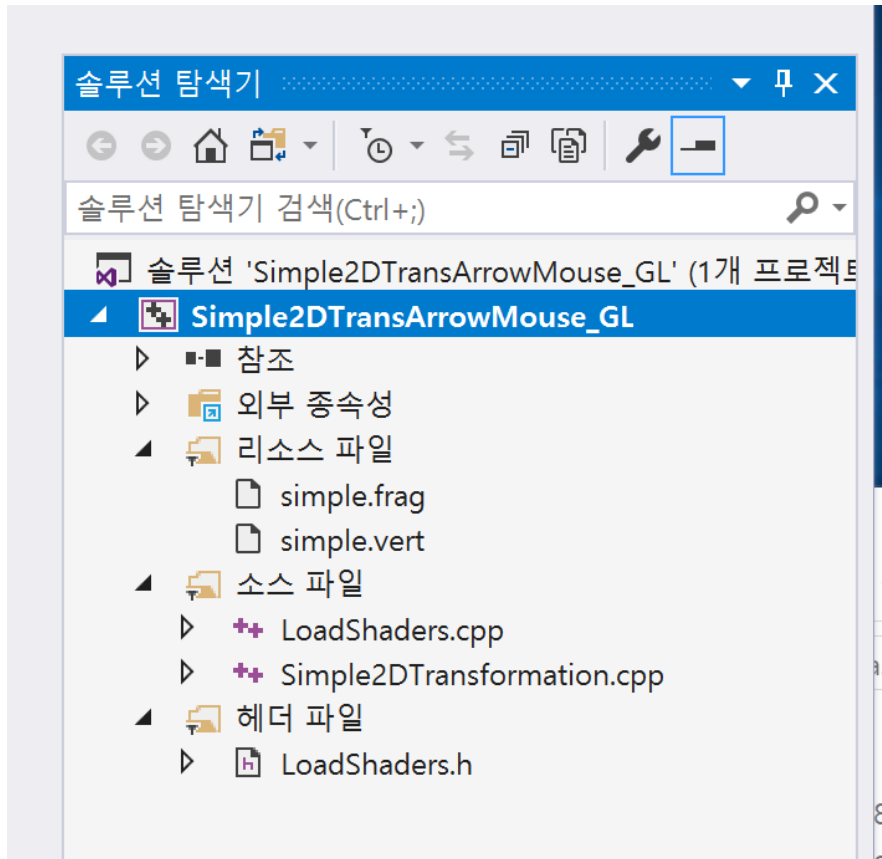 솔루션 탐색기
솔루션 탐색기 검색(Ctrl+;)
솔루션 'Simple2DTransArrowMouse_GL' (1개 프로젝트
Simple2DTransArrowMouse_GL
참조
외부 종속성
리소스 파일
simple.frag
simple.vert
소스 파일
LoadShaders.cpp
Simple2DTransformation.cpp
헤더 파일
LoadShaders.h